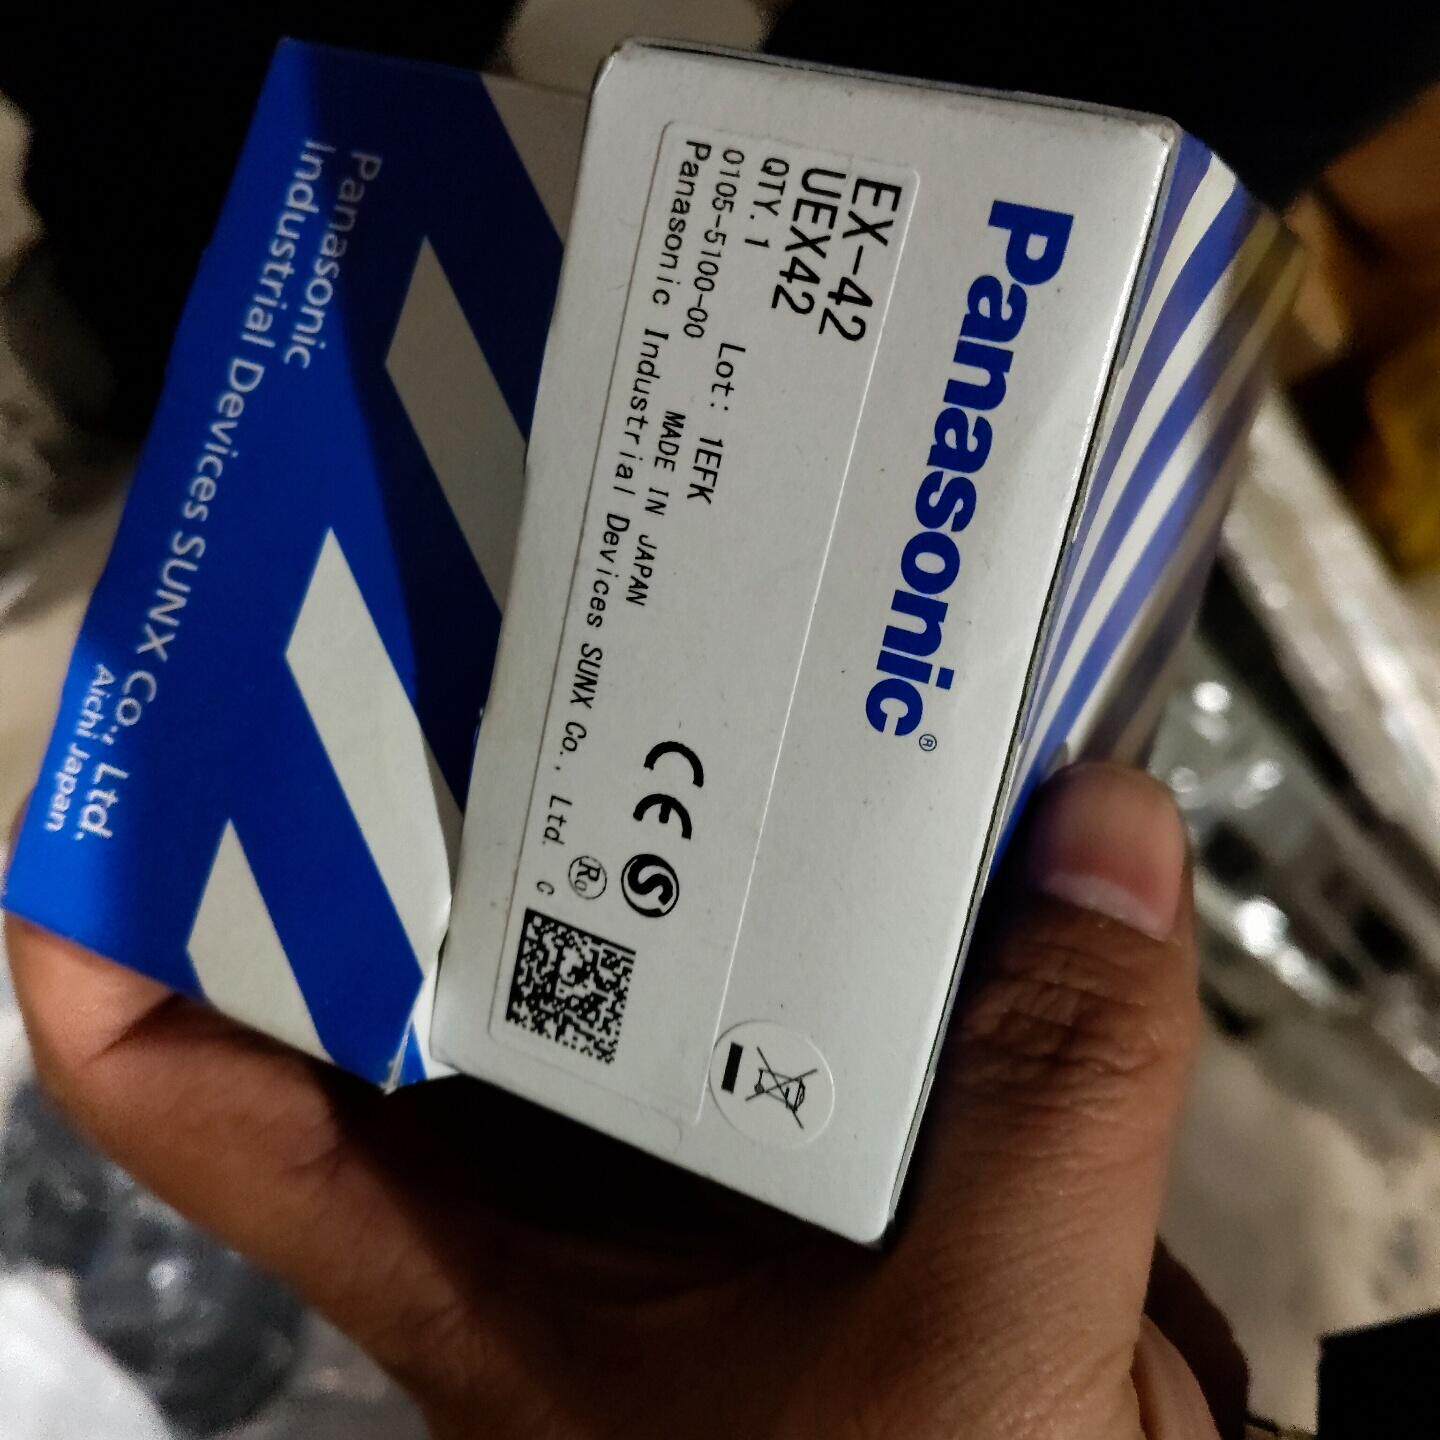 Panasonic®
EX-42
UEX42
QTY. 1
0105-5100-00
Lot: 1EFK
MADE IN JAPAN
Panasonic Industrial Devices SUNX Co., Ltd.
C
CE
S
Ro
Panasonic
Industrial Devices SUNX Co., Ltd.
Aichi Japan